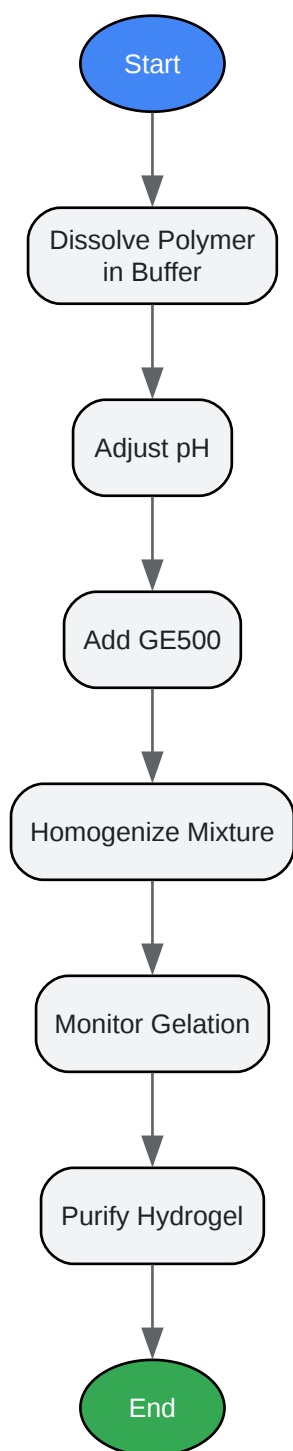 Start
Dissolve Polymer
in Buffer
Adjust pH
Add GE500
Homogenize Mixture
Monitor Gelation
Purify Hydrogel
End